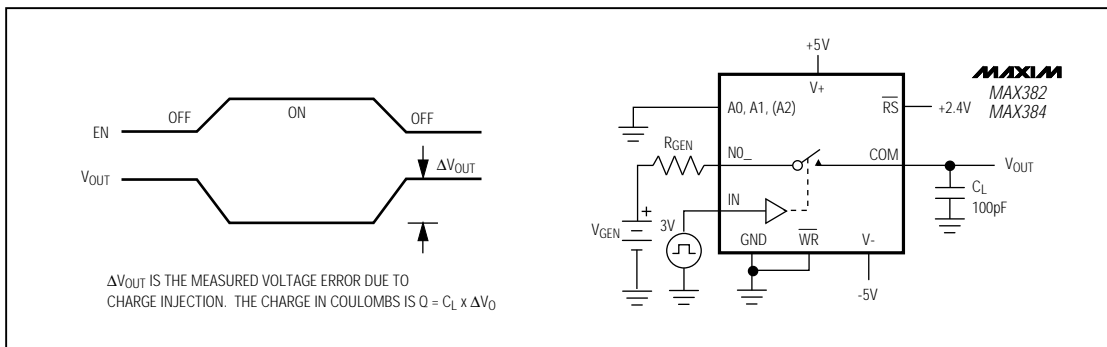 OFF
ON
OFF
EN
VOUT
ΔVOUT
ΔVOUT IS THE MEASURED VOLTAGE ERROR DUE TO
CHARGE INJECTION. THE CHARGE IN COULOMBS IS Q = CL x ΔVO
+5V
V+
MAXIM
MAX382
MAX384
A0, A1, (A2)
RS
+2.4V
RGEN
N0_
COM
VOUT
IN
CL
100pF
VGEN
+
3V
GND
WR
V-
-5V